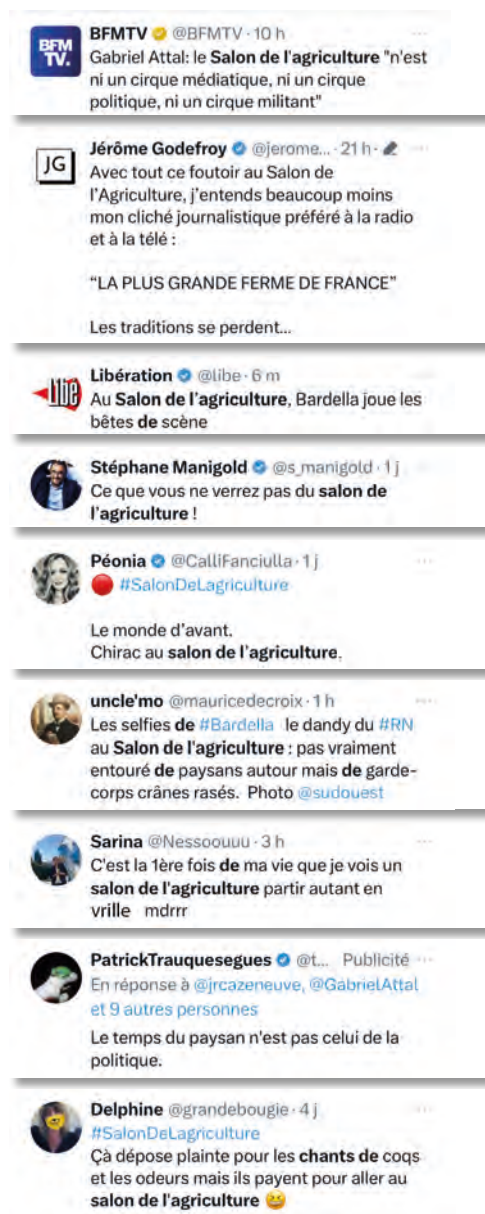 BFM
TV.
BFMTV @BFMTV · 10 h
Gabriel Attal: le Salon de l'agriculture "n'est
ni un cirque médiatique, ni un cirque
politique, ni un cirque militant"
JG
Jérôme Godefroy @jerome... · 21 h ·
Avec tout ce foutoir au Salon de
l'Agriculture, j'entends beaucoup moins
mon cliché journalistique préféré à la radio
et à la télé :
“LA PLUS GRANDE FERME DE FRANCE”
Les traditions se perdent...
Libé
Libération @libe · 6 m
Au Salon de l'agriculture, Bardella joue les
bêtes de scène
Stéphane Manigold @s_manigold · 1 j
Ce que vous ne verrez pas du salon de
l'agriculture !
Péonia @CalliFanciulla · 1 j
🔴 #SalonDeLagriculture
Le monde d'avant.
Chirac au salon de l'agriculture.
uncle'mo @mauricedecroix · 1 h
Les selfies de #Bardella le dandy du #RN
au Salon de l'agriculture : pas vraiment
entouré de paysans autour mais de garde-
corps crânes rasés. Photo @sudouest
Sarina @Nessoouuu · 3 h
C'est la 1ère fois de ma vie que je vois un
salon de l'agriculture partir autant en
vrille mdrrr
PatrickTrauquesegues @t... Publicité
En réponse à @jrcazeneuve, @GabrielAttal
et 9 autres personnes
Le temps du paysan n'est pas celui de la
politique.
Delphine @grandebougie · 4 j
#SalonDeLagriculture
Çà dépose plainte pour les chants de coqs
et les odeurs mais ils payent pour aller au
salon de l'agriculture 😆